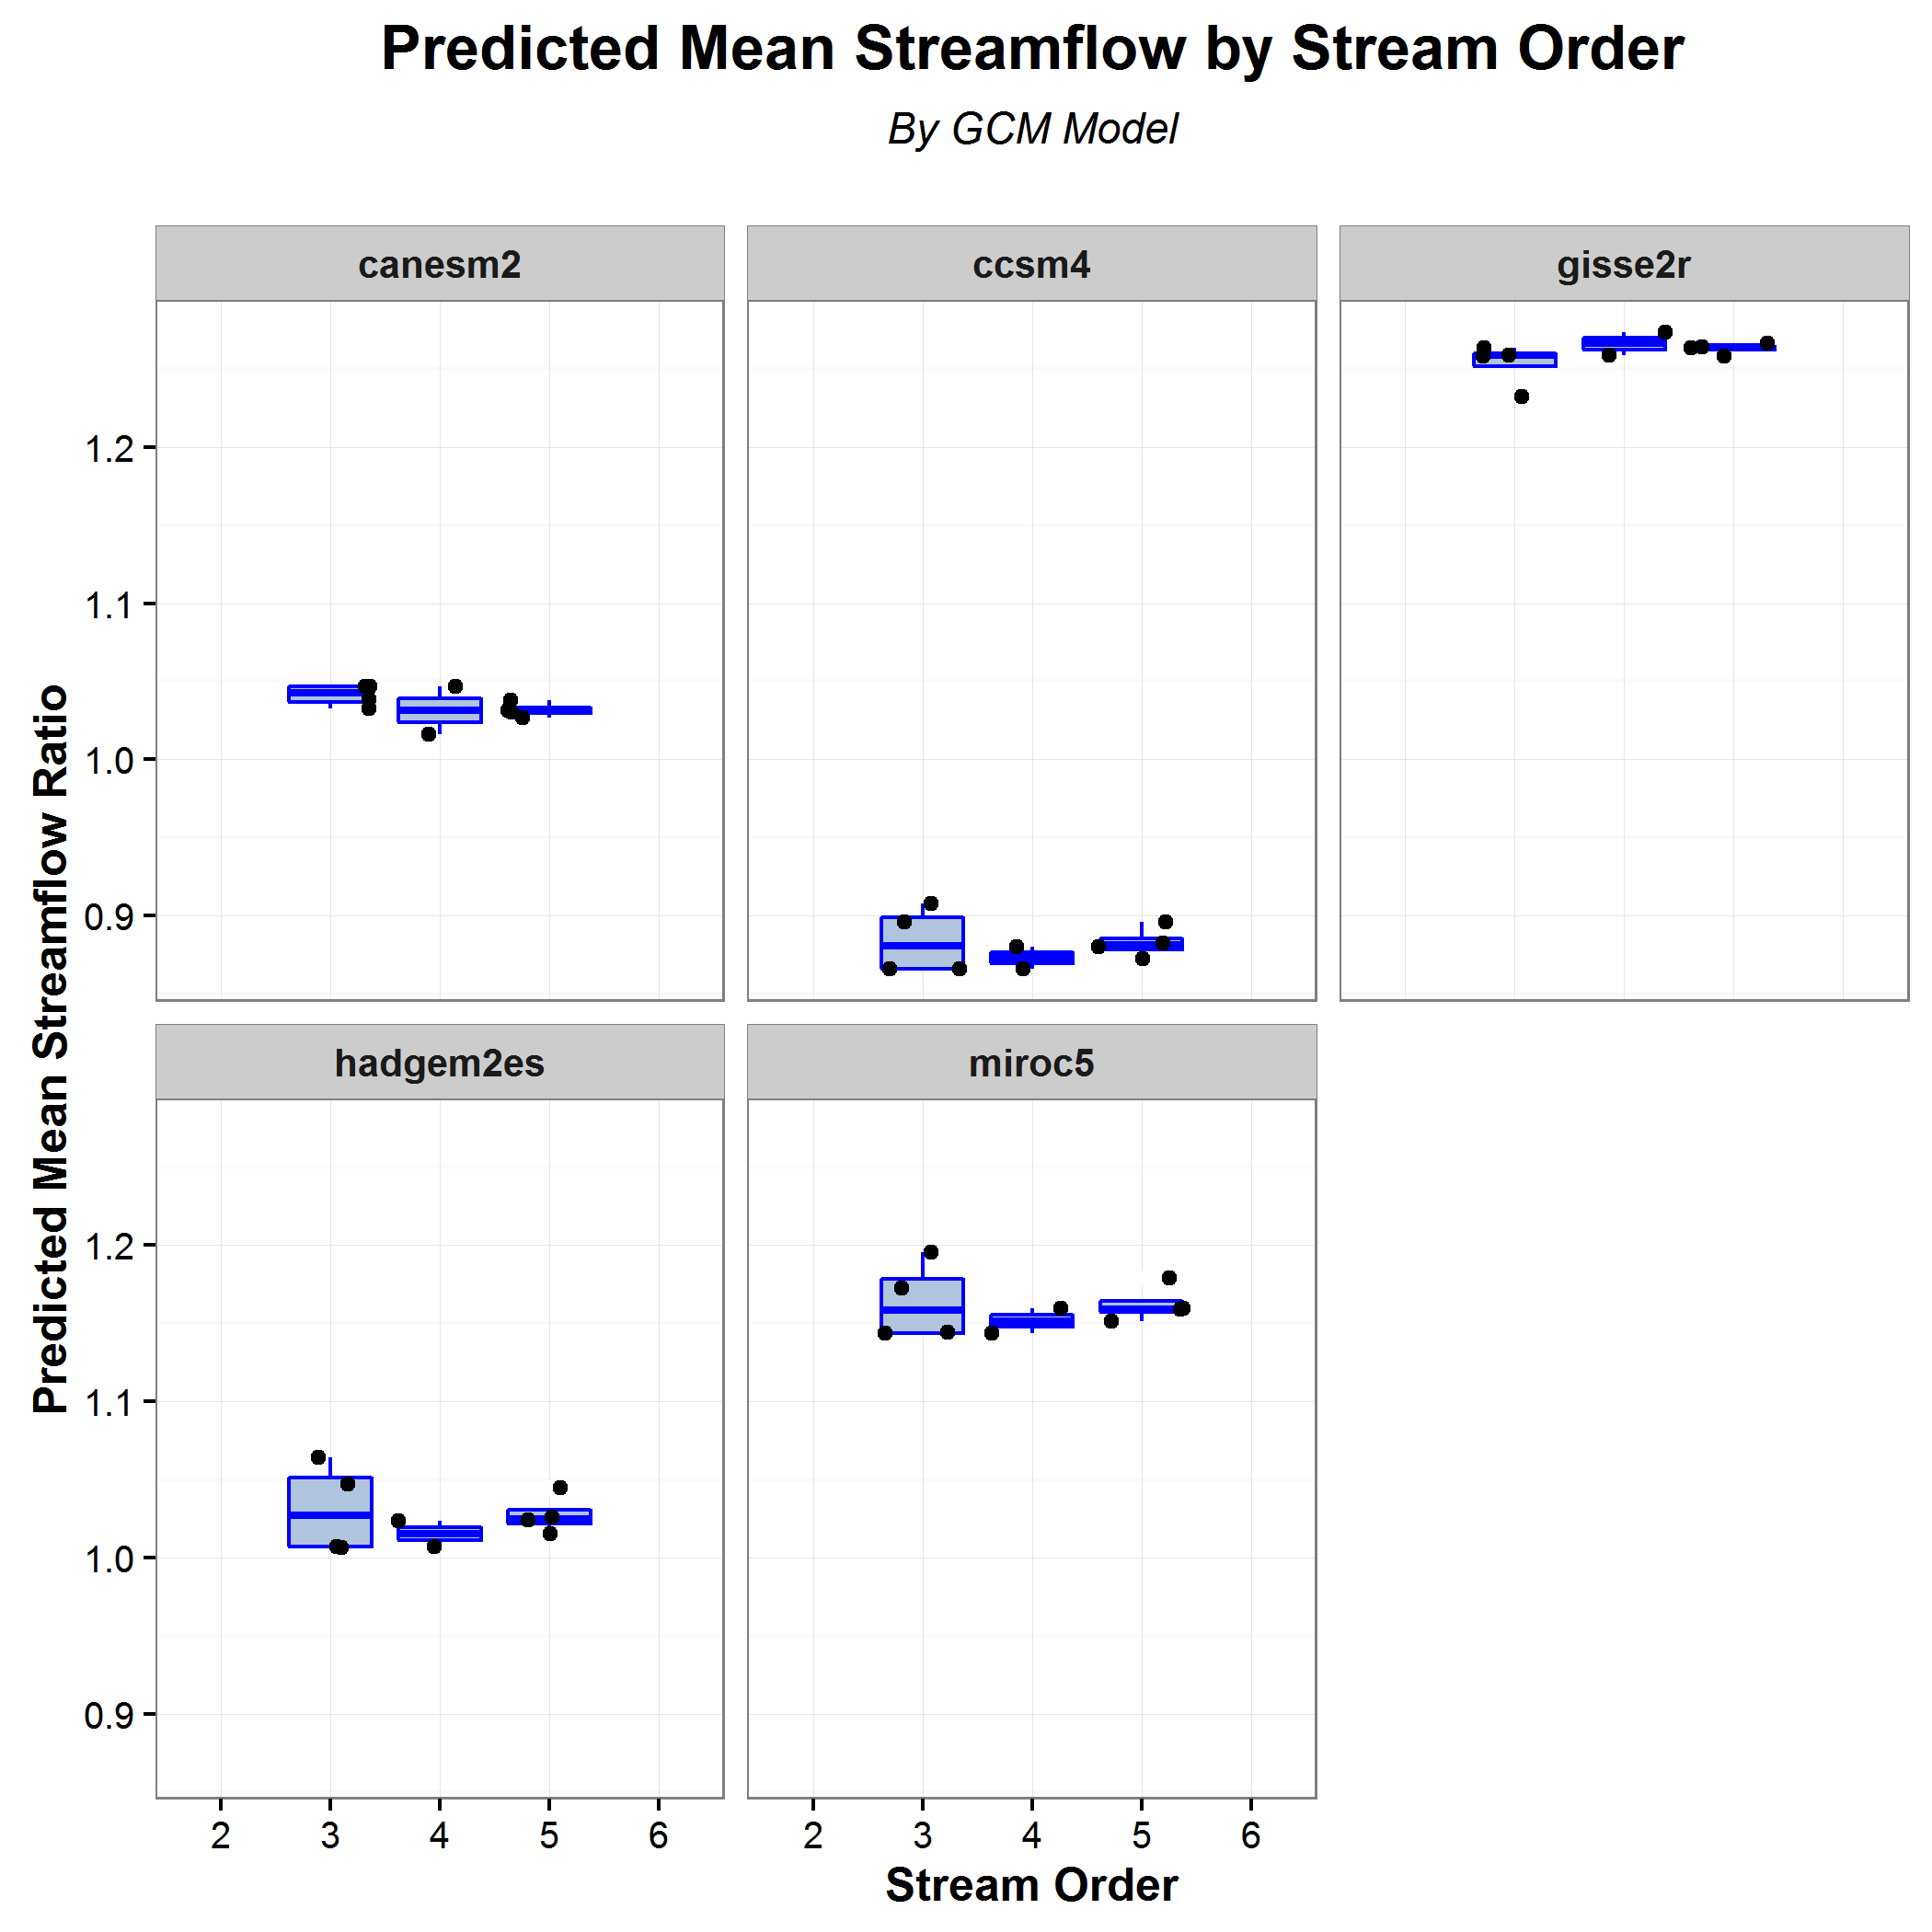 Predicted Mean Streamflow by Stream Order
By GCM Model
canesm2
ccsm4
gisse2r
1.2
1.1
1.0
0.9
Predicted Mean Streamflow Ratio
hadgem2es
miroc5
1.2
1.1
1.0
0.9
2 3 4 5 6
2 3 4 5 6
Stream Order